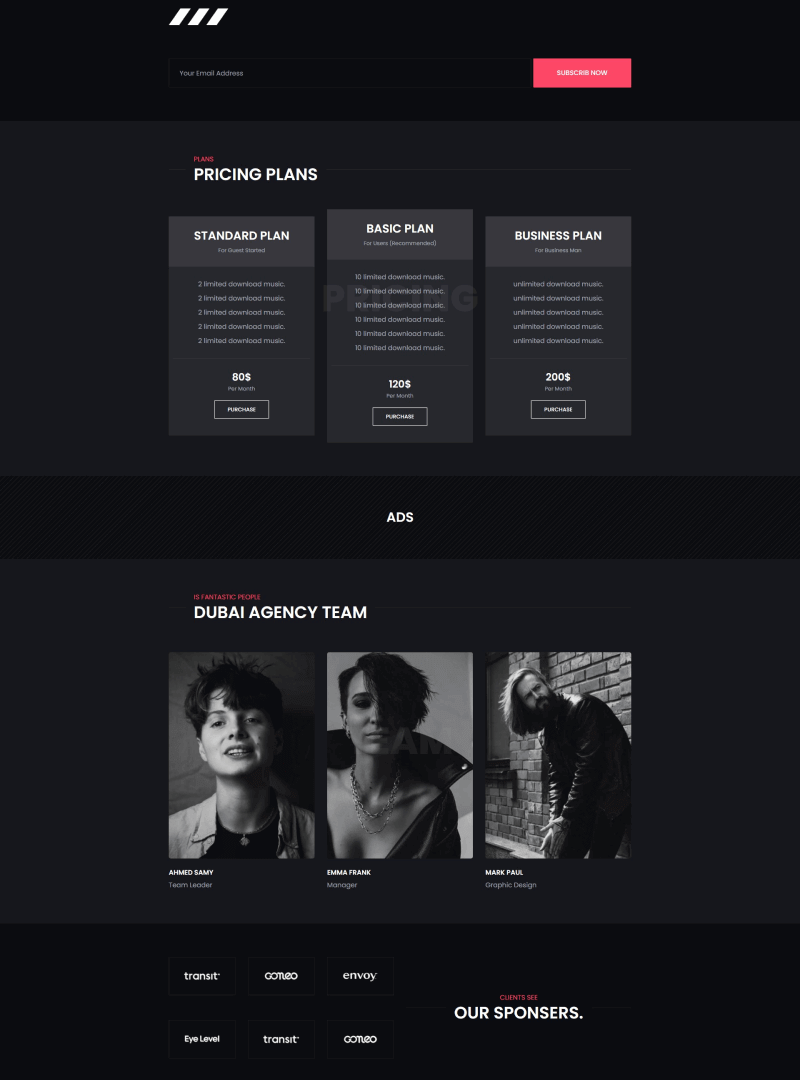 Your Email Address
SUBSCRIB NOW
PLANS
PRICING PLANS
PRICING
STANDARD PLAN
For Guest Started
2 limited download music.
2 limited download music.
2 limited download music.
2 limited download music.
2 limited download music.
80$
Per Month
PURCHASE
BASIC PLAN
For Users (Recommended)
10 limited download music.
10 limited download music.
10 limited download music.
10 limited download music.
10 limited download music.
10 limited download music.
120$
Per Month
PURCHASE
BUSINESS PLAN
For Business Man
unlimited download music.
unlimited download music.
unlimited download music.
unlimited download music.
unlimited download music.
200$
Per Month
PURCHASE
ADS
IS FANTASTIC PEOPLE
DUBAI AGENCY TEAM
AHMED SAMY
Team Leader
EMMA FRANK
Manager
MARK PAUL
Graphic Design
transit
envoy
Eye Level
transit
CLIENTS SEE
OUR SPONSERS.